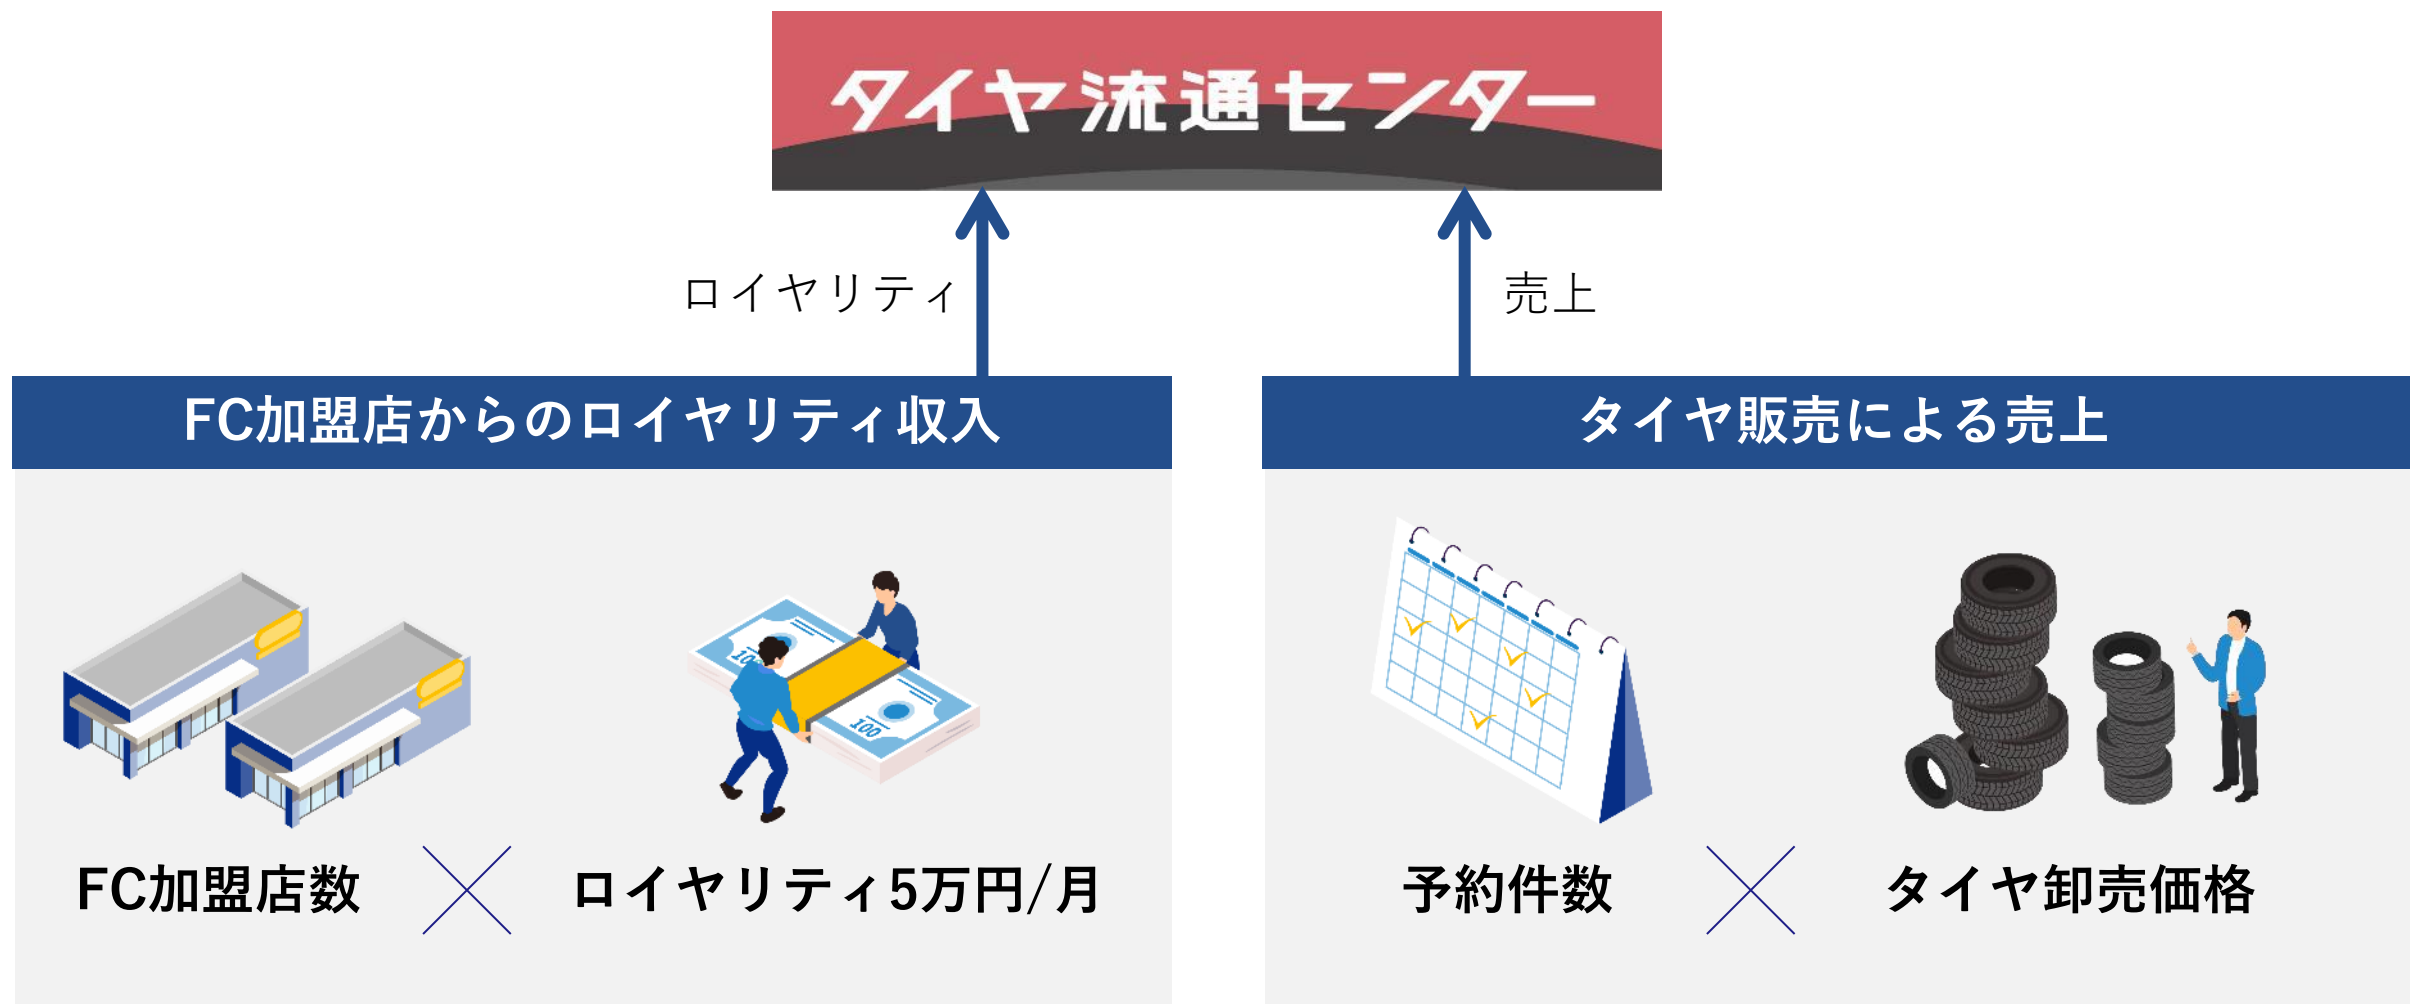 タイヤ流通センター
ロイヤリティ
売上
FC加盟店からのロイヤリティ収入
タイヤ販売による売上
100
100
FC加盟店数
ロイヤリティ5万円/月
予約件数
タイヤ卸売価格